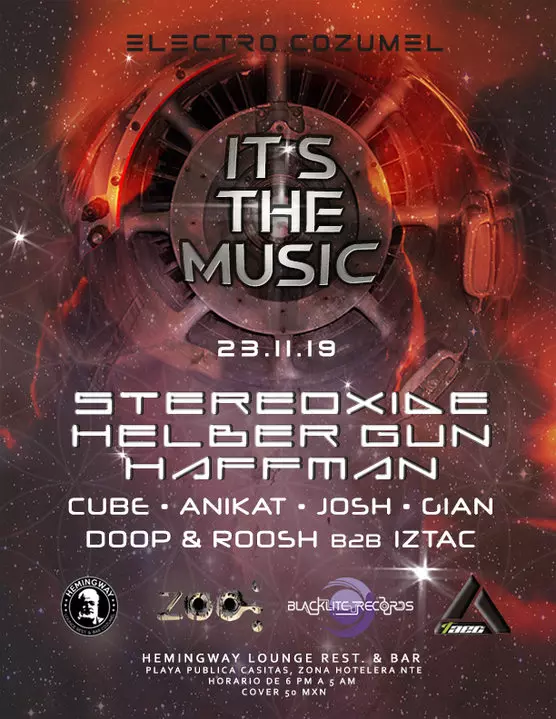 ELECTRO COZUMEL
IT'S
THE
MUSIC
23.11.19
STEREOXIDE
HELBER GUN
HAFFMAN
CUBE • ANIKAT • JOSH • GIAN
DOOP & ROOSH B2B IZTAC
HEMINGWAY
ZOO
BLACKLITE RECORDS
HEMINGWAY LOUNGE REST. & BAR
PLAYA PUBLICA CASITAS, ZONA HOTELERA NTE
HORARIO DE 6 PM A 5 AM
COVER 50 MXN